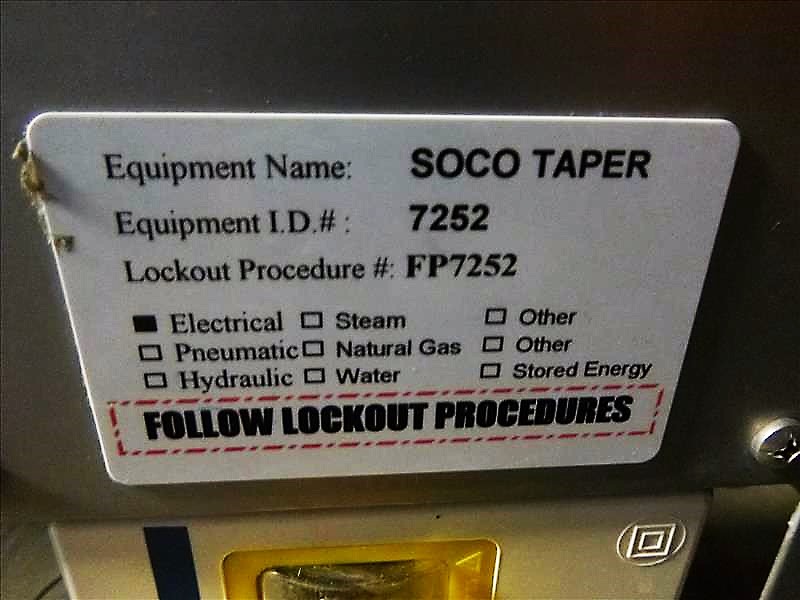 Equipment Name: SOCO TAPER
Equipment I.D.# : 7252
Lockout Procedure #: FP7252
■ Electrical □ Steam □ Other
□ Pneumatic □ Natural Gas □ Other
□ Hydraulic □ Water □ Stored Energy
FOLLOW LOCKOUT PROCEDURES